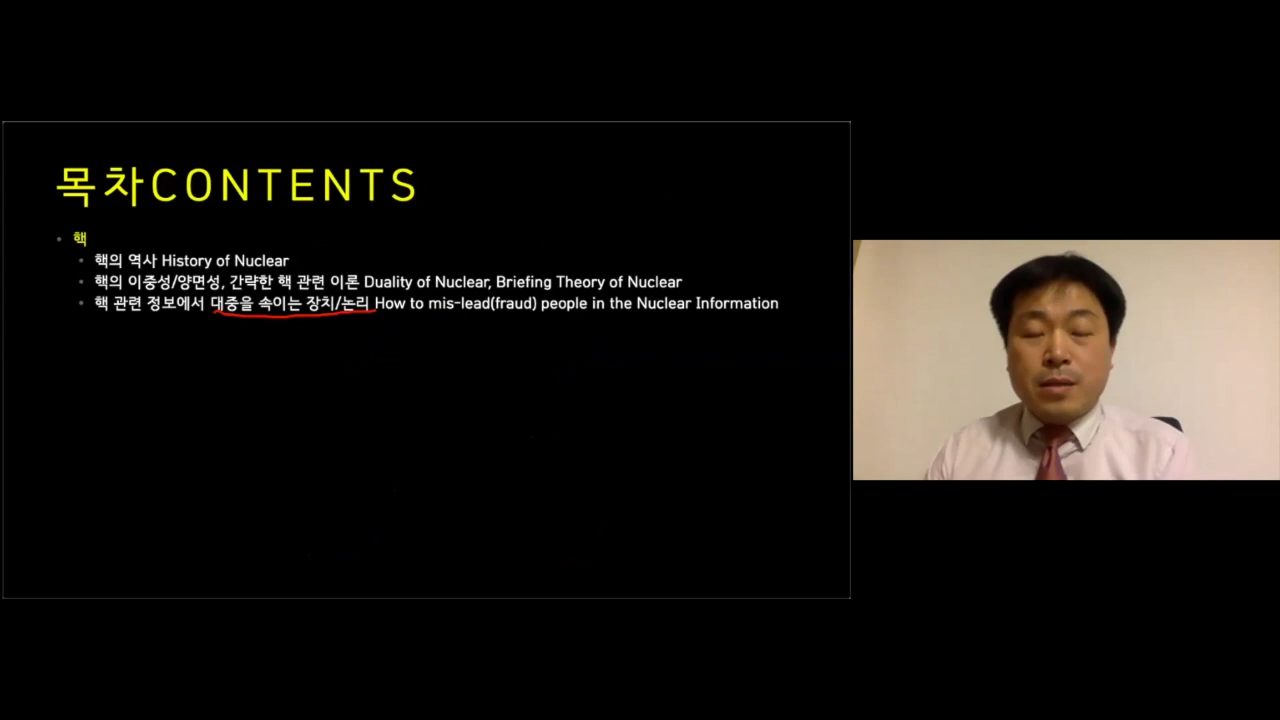 목차CONTENTS
핵
핵의 역사 History of Nuclear
핵의 이중성/양면성, 간략한 핵 관련 이론 Duality of Nuclear, Briefing Theory of Nuclear
핵 관련 정보에서 대중을 속이는 장치/논리 How to mis-lead(fraud) people in the Nuclear Information